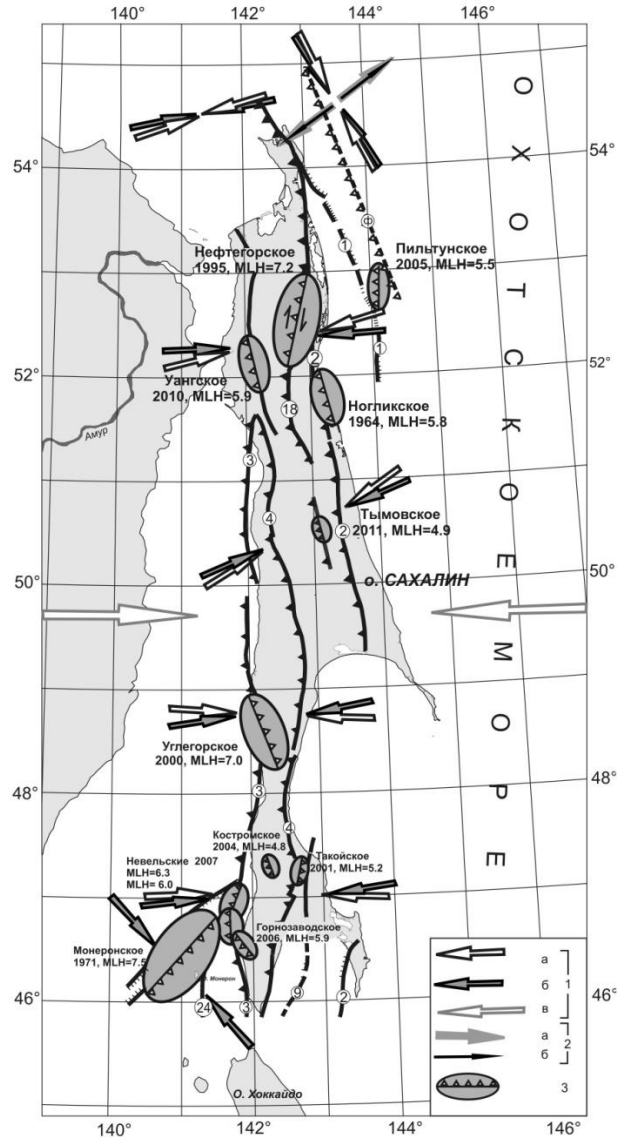 140°
142°
144°
146°
54°
54°
О Х О Т С К О Е М О Р Е
Нефтегорское
1995, MLH=7.2
Пильтунское
2005, MLH=5.5
1
1
2
52°
52°
Уангское
2010, MLH=5.9
18
Ногликское
1964, MLH=5.8
Амур
3
4
Тымовское
2011, MLH=4.9
2
50°
50°
о. САХАЛИН
Углегорское
2000, MLH=7.0
48°
48°
3
4
Костромское
2004, MLH=4.8
Такойское
2001, MLH=5.2
Невельские 2007
MLH=6.3
MLH= 6.0
Горнозаводское
2006, MLH=5.9
Монеронское
1971, MLH=7.5
о. Монерон
46°
46°
24
3
9
2
О. Хоккайдо
а
б
в
1
а
б
2
3
140°
142°
144°
146°